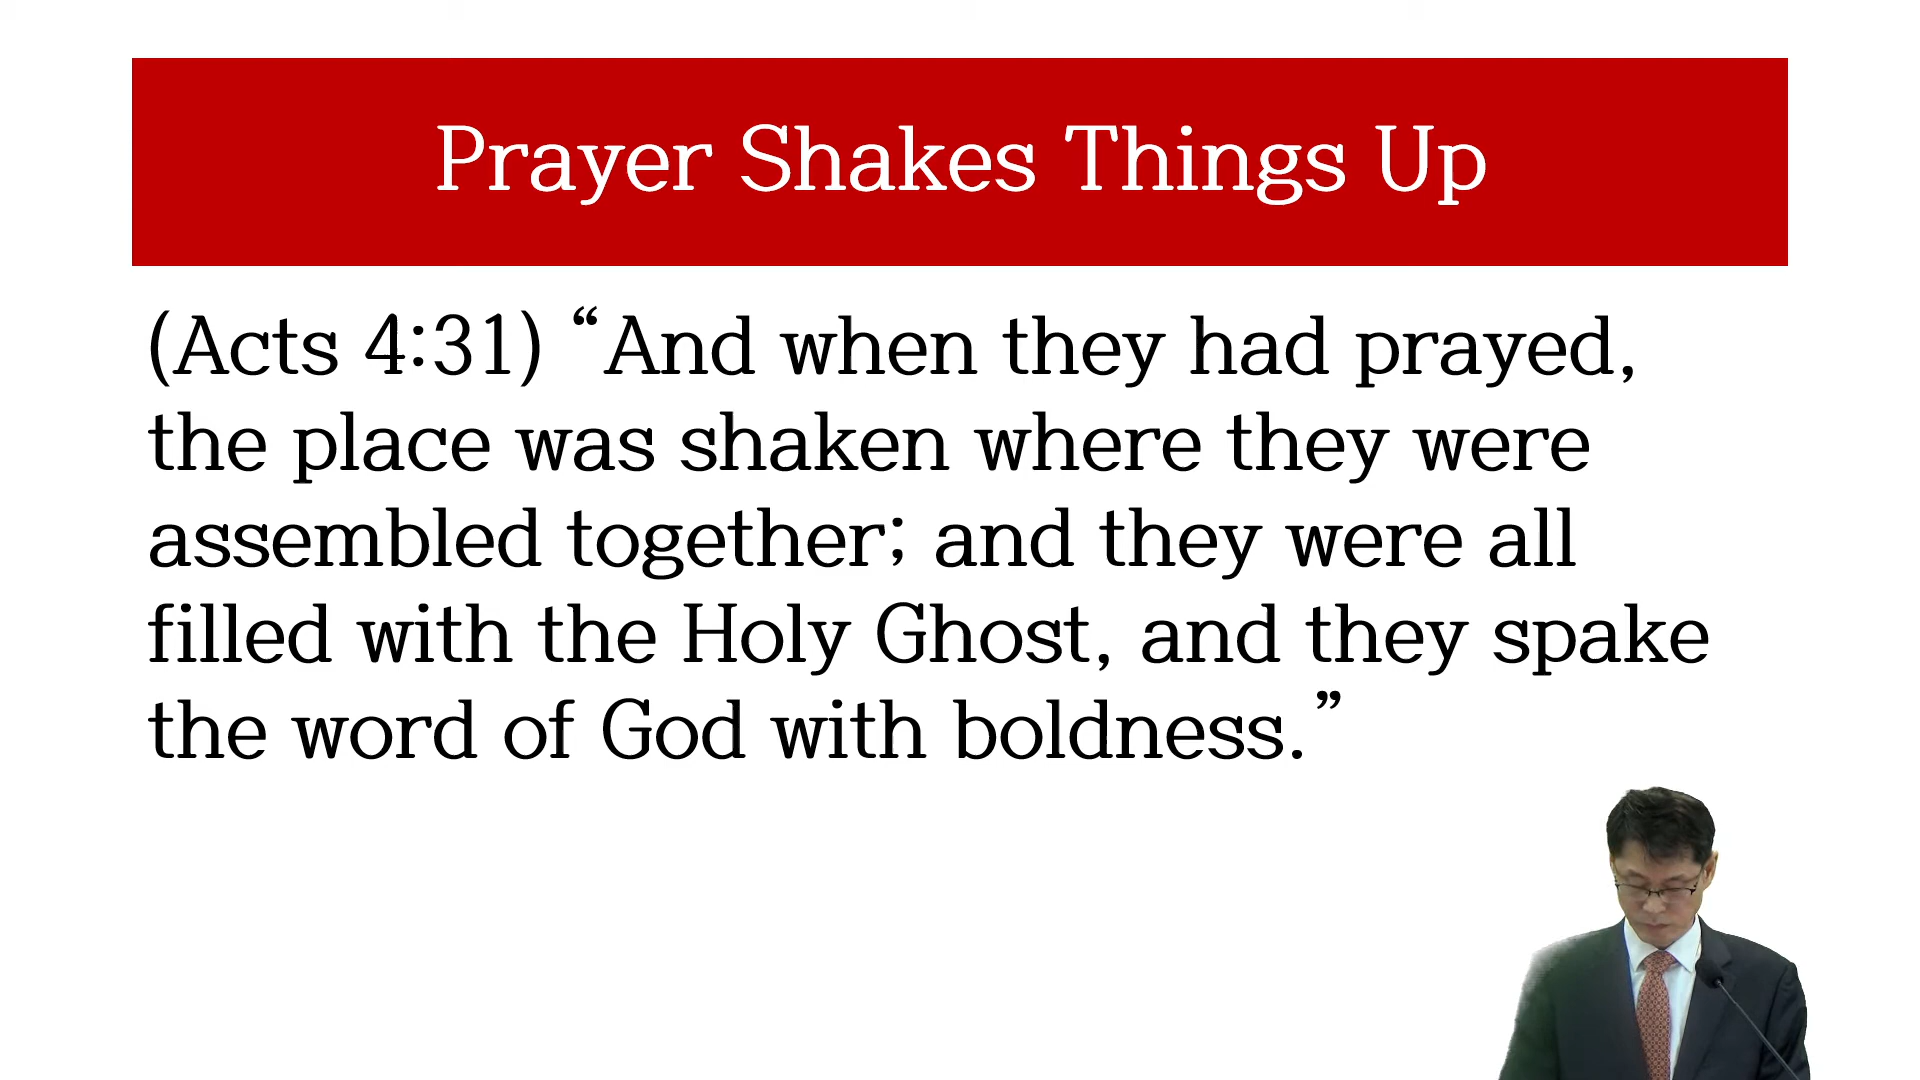 Prayer Shakes Things Up
(Acts 4:31) “And when they had prayed,
the place was shaken where they were
assembled together; and they were all
filled with the Holy Ghost, and they spake
the word of God with boldness.”